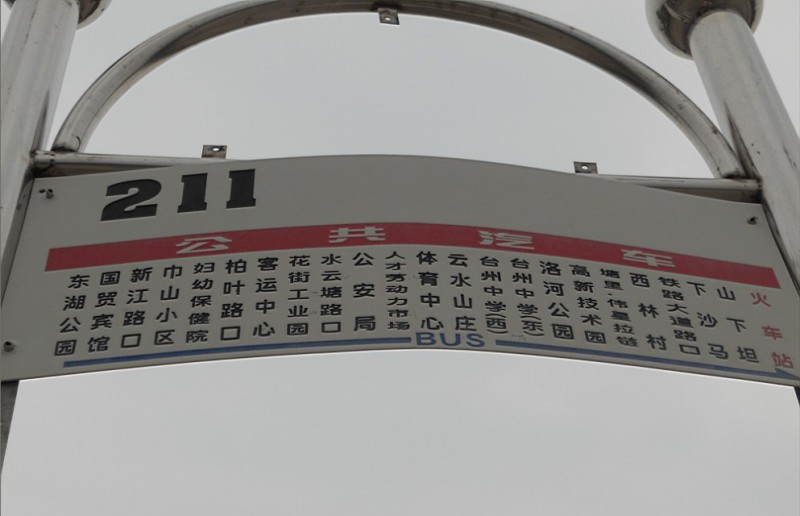 211
公共汽车
东湖公园
国贸宾馆
新江路口
巾山小区
妇幼保健院
柏叶路口
客运中心
花街工业园
水云塘路口
公安局
人才劳动力市场
体育中心
云水山庄
台州中学(西)
台州中学(东)
洛河公园
高新技术园
塘里·伟星拉链
西林村
铁路大道路口
下沙马
山下坦
火车站
BUS